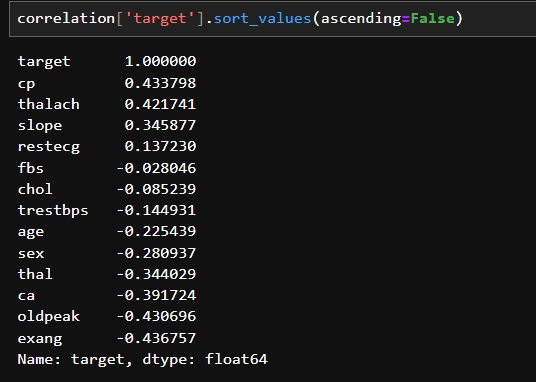 correlation['target'].sort_values(ascending=False)
target 1.000000
cp 0.433798
thalach 0.421741
slope 0.345877
restecg 0.137230
fbs -0.028046
chol -0.085239
trestbps -0.144931
age -0.225439
sex -0.280937
thal -0.344029
ca -0.391724
oldpeak -0.430696
exang -0.436757
Name: target, dtype: float64